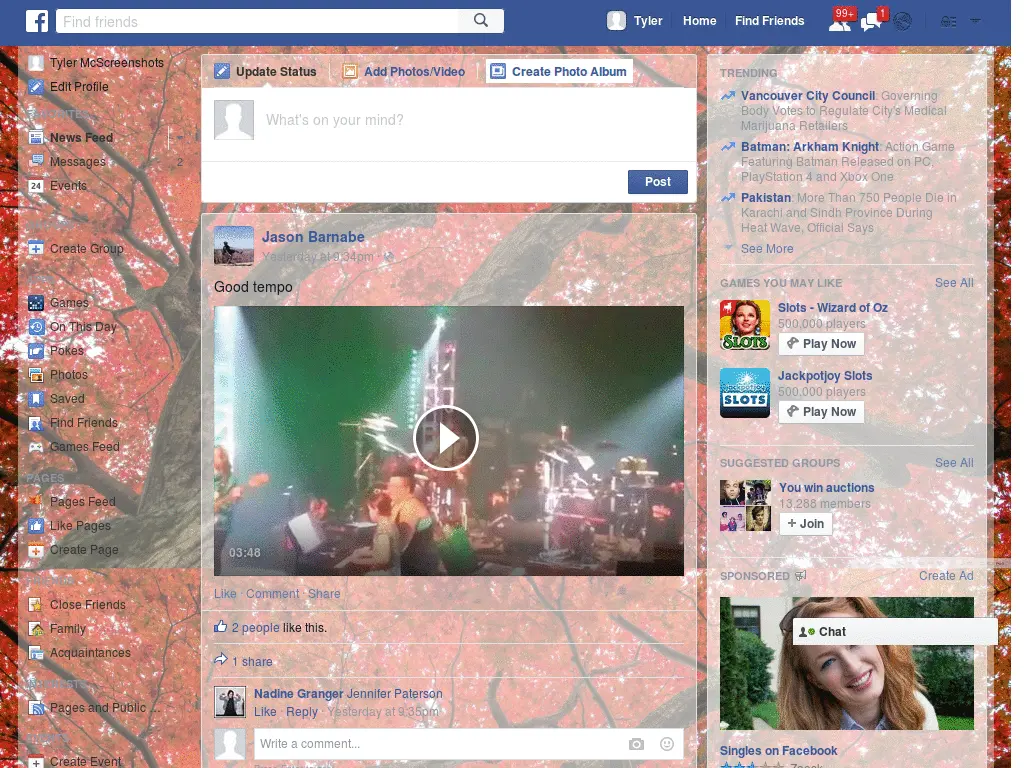 Find friends
Tyler
Home
Find Friends
99+
1
Tyler McScreenshots
Edit Profile
News Feed
Messages
2
24
Events
Create Group
Games
On This Day
Pokes
Photos
Saved
Find Friends
Games Feed
PAGES
Pages Feed
Like Pages
Create Page
Close Friends
Family
Acquaintances
Pages and Public ...
Create Event
Update Status
Add Photos/Video
Create Photo Album
What's on your mind?
Post
Jason Barnabe
Yesterday at 9:34pm ·
Good tempo
03:48
Like · Comment · Share
2 people like this.
1 share
Nadine Granger Jennifer Paterson
Like · Reply · Yesterday at 9:35pm
Write a comment...
TRENDING
Vancouver City Council: Governing
Body Votes to Regulate City's Medical
Marijuana Retailers
Batman: Arkham Knight: Action Game
Featuring Batman Released on PC,
PlayStation 4 and Xbox One
Pakistan: More Than 750 People Die in
Karachi and Sindh Province During
Heat Wave, Official Says
See More
GAMES YOU MAY LIKE
See All
Slots - Wizard of Oz
500,000 players
Play Now
SLOTS
Jackpotjoy Slots
500,000 players
Play Now
jackpotjoy
SLOTS
SUGGESTED GROUPS
See All
You win auctions
13,288 members
+ Join
SPONSORED
Create Ad
Chat
Singles on Facebook